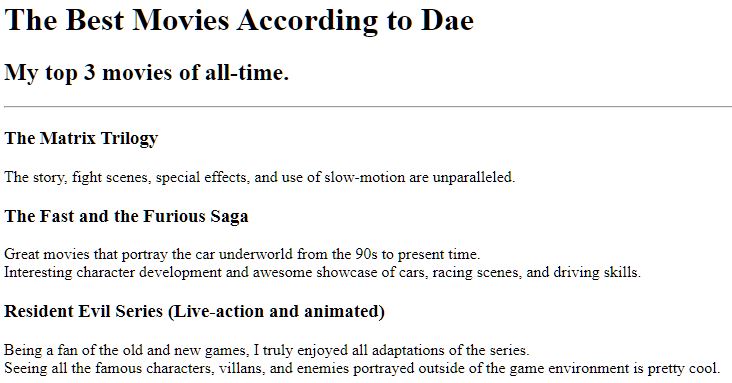 The Best Movies According to Dae
My top 3 movies of all-time.
The Matrix Trilogy
The story, fight scenes, special effects, and use of slow-motion are unparalleled.
The Fast and the Furious Saga
Great movies that portray the car underworld from the 90s to present time.
Interesting character development and awesome showcase of cars, racing scenes, and driving skills.
Resident Evil Series (Live-action and animated)
Being a fan of the old and new games, I truly enjoyed all adaptations of the series.
Seeing all the famous characters, villans, and enemies portrayed outside of the game environment is pretty cool.